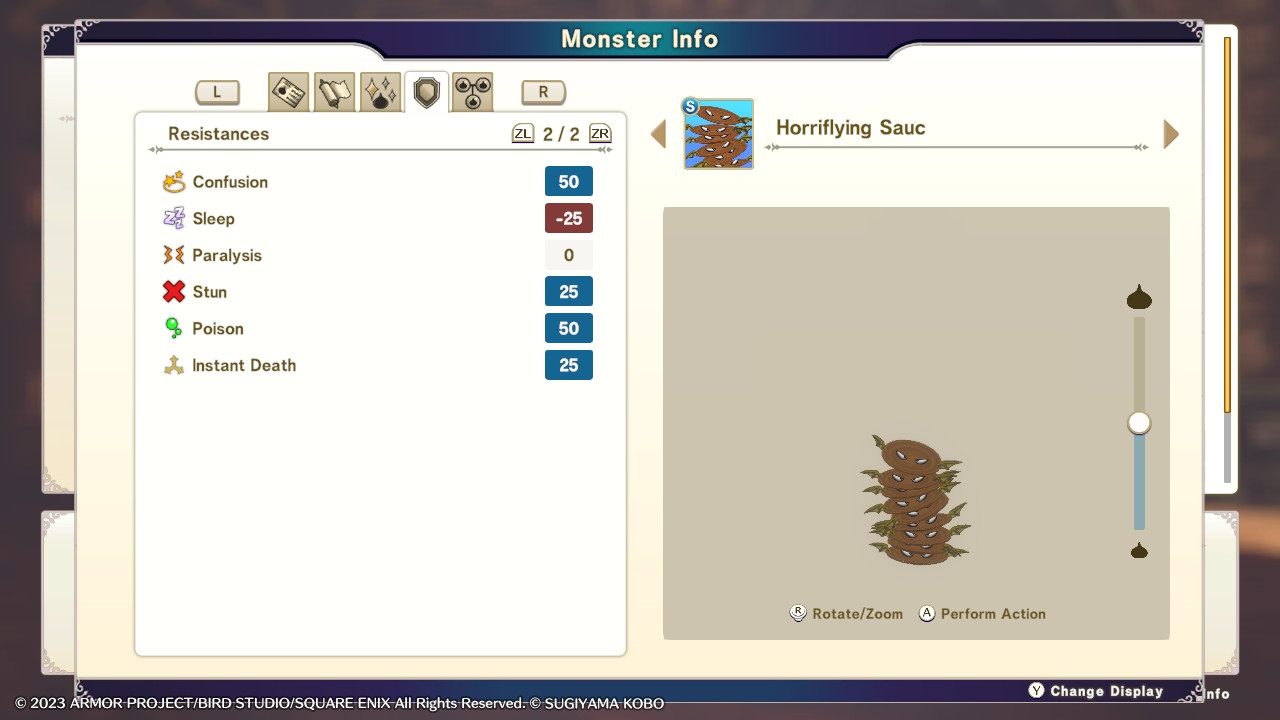 Monster Info
L
R
Resistances
ZL 2 / 2 ZR
Confusion 50
Sleep -25
Paralysis 0
Stun 25
Poison 50
Instant Death 25
S
Horriflying Sauc
R Rotate/Zoom A Perform Action
Y Change Display
nfo
© 2023 ARMOR PROJECT/BIRD STUDIO/SQUARE ENIX All Rights Reserved. © SUGIYAMA KOBO